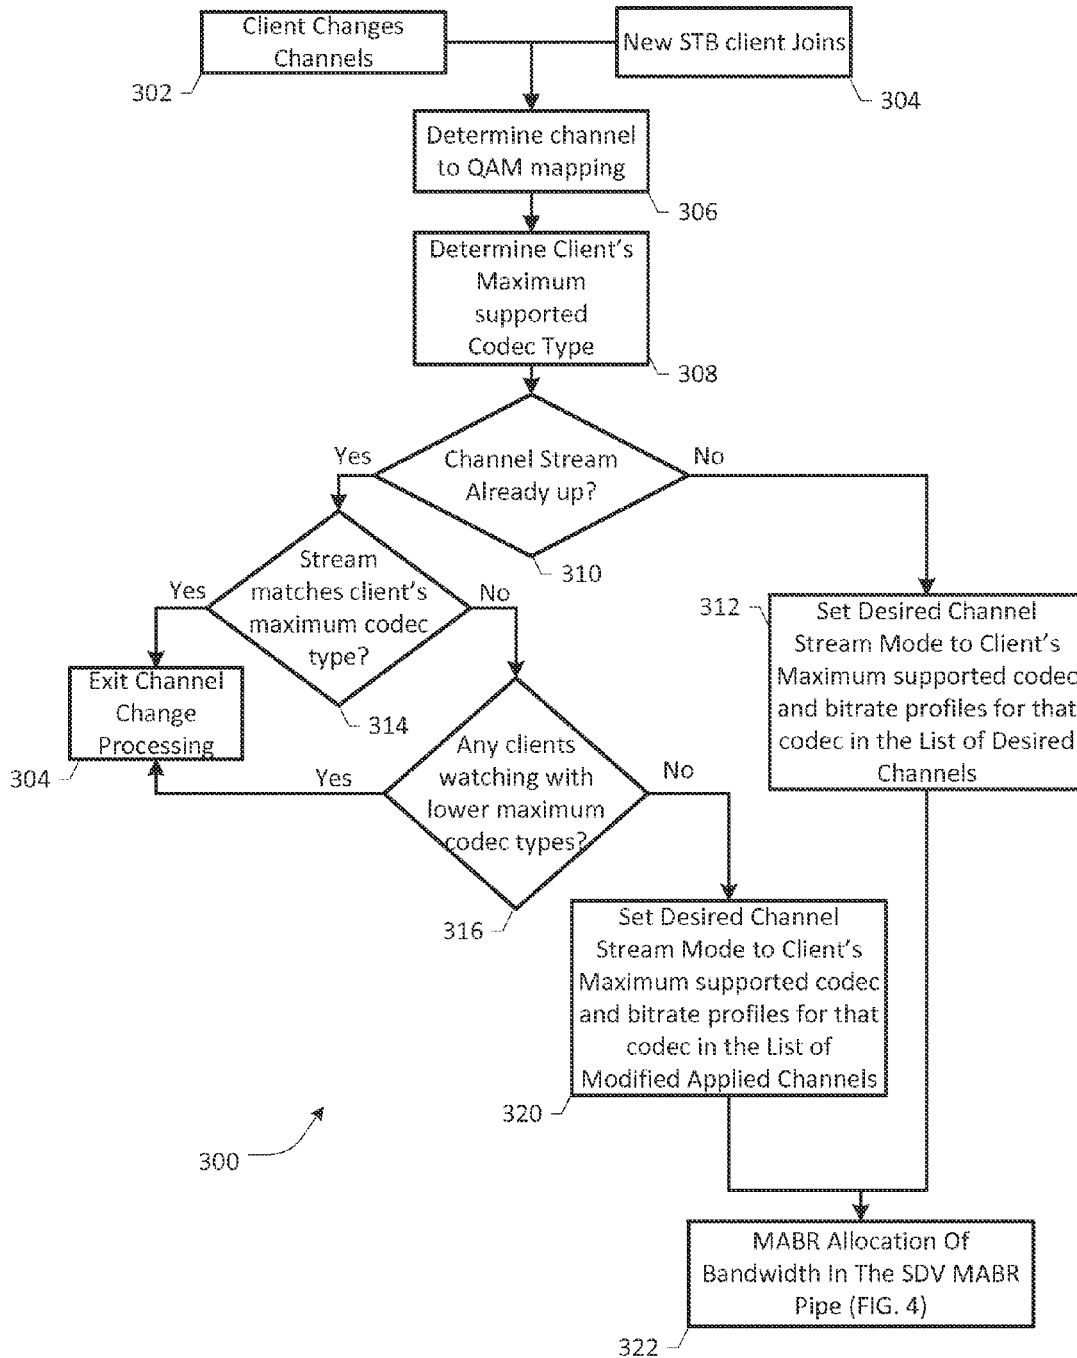 Client Changes
Channels
302
New STB client Joins
304
Determine channel
to QAM mapping
306
Determine Client's
Maximum
supported
Codec Type
308
Yes
Channel Stream
Already up?
No
310
Yes
Stream
matches client's
maximum codec
type?
No
314
312
Set Desired Channel
Stream Mode to Client's
Maximum supported codec
and bitrate profiles for that
codec in the List of Desired
Channels
Exit Channel
Change
Processing
304
Yes
Any clients
watching with
lower maximum
codec types?
No
316
Set Desired Channel
Stream Mode to Client's
Maximum supported codec
and bitrate profiles for that
codec in the List of
Modified Applied Channels
320
300
MABR Allocation Of
Bandwidth In The SDV MABR
Pipe (FIG. 4)
322